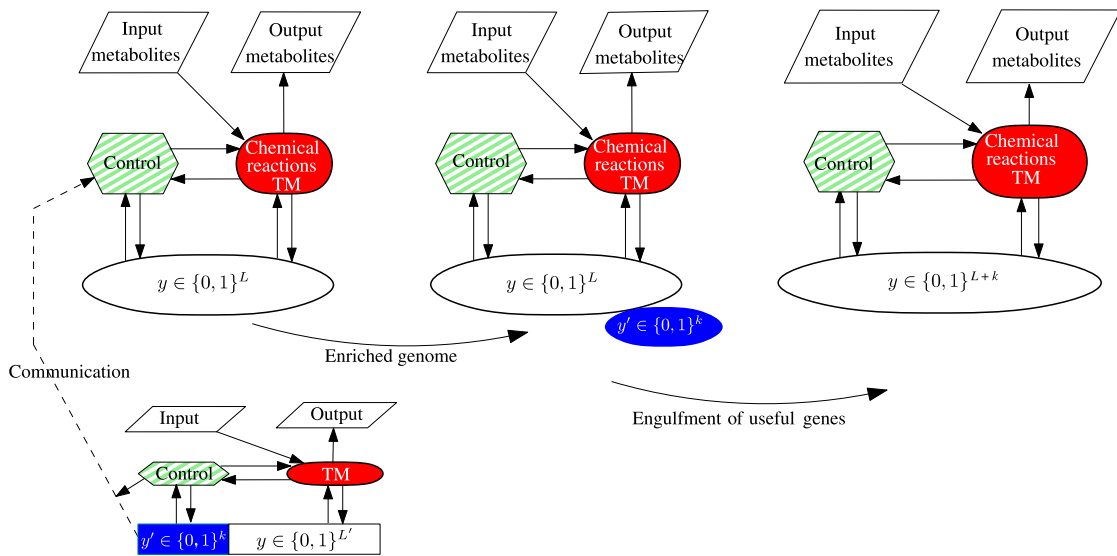 Input
metabolites
Output
metabolites
Control
Chemical
reactions
TM
y ∈ {0, 1}^L
Input
metabolites
Output
metabolites
Control
Chemical
reactions
TM
y ∈ {0, 1}^L
y′ ∈ {0, 1}^k
Input
metabolites
Output
metabolites
Control
Chemical
reactions
TM
y ∈ {0, 1}^{L+k}
Enriched genome
Communication
Engulfment of useful genes
Input
Output
Control
TM
y′ ∈ {0, 1}^k
y ∈ {0, 1}^{L′}